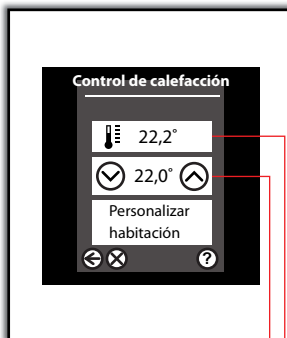 Control de calefacción
22,2°
22,0°
Personalizar
habitación
?